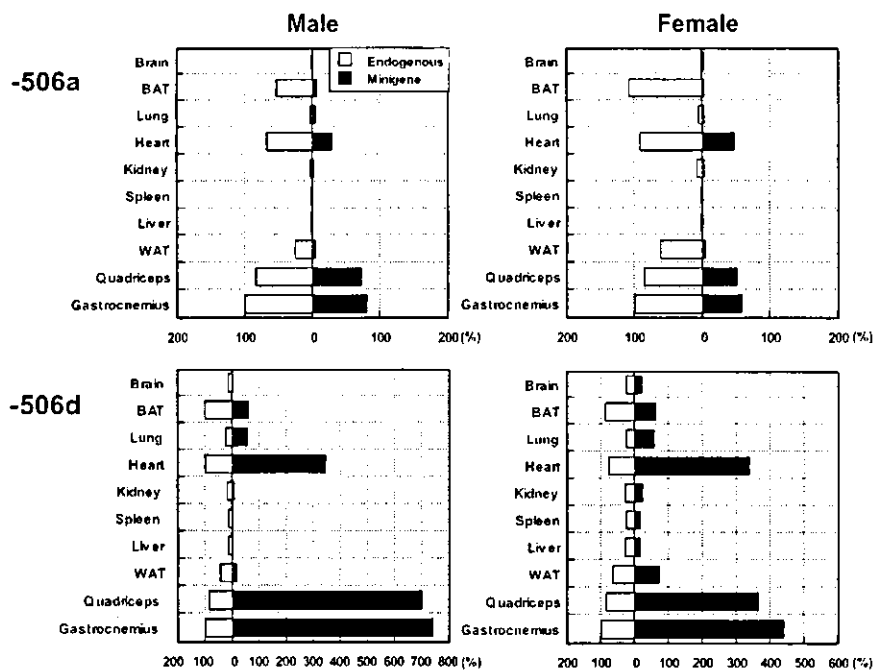 Male Female
-506a
Brain
BAT
Lung
Heart
Kidney
Spleen
Liver
WAT
Quadriceps
Gastrocnemius
200 100 0 100 200 (%)
Endogenous
Minigene
Brain
BAT
Lung
Heart
Kidney
Spleen
Liver
WAT
Quadriceps
Gastrocnemius
200 100 0 100 200 (%)
-506d
Brain
BAT
Lung
Heart
Kidney
Spleen
Liver
WAT
Quadriceps
Gastrocnemius
200 100 0 100 200 300 400 500 600 700 800 (%)
Brain
BAT
Lung
Heart
Kidney
Spleen
Liver
WAT
Quadriceps
Gastrocnemius
200 100 0 100 200 300 400 500 600 (%)